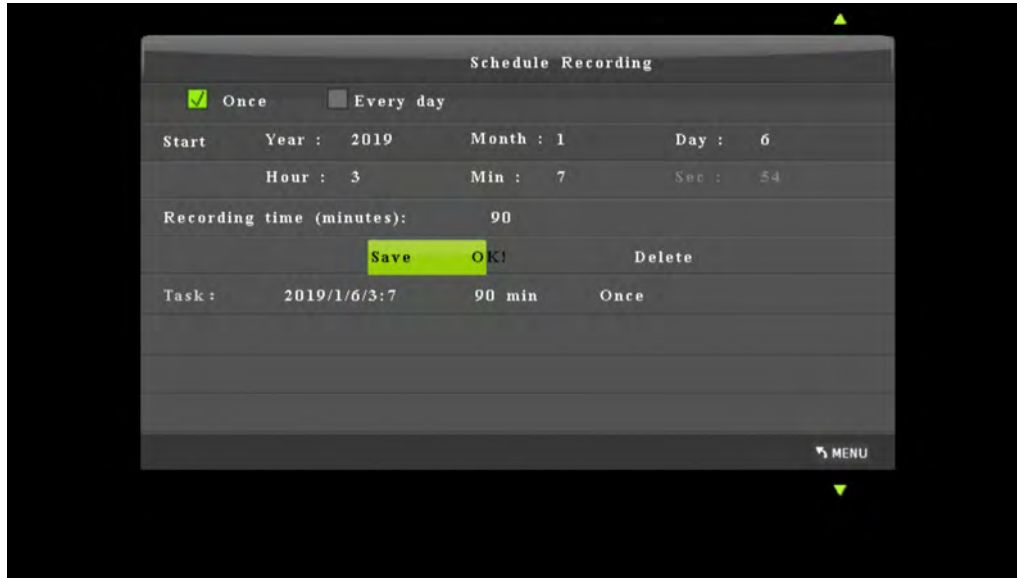 Schedule Recording
Once Every day
Start Year : 2019 Month : 1 Day : 6
Hour : 3 Min : 7 Sec : 54
Recording time (minutes): 90
Save OK! Delete
Task: 2019/1/6/3:7 90 min Once
MENU